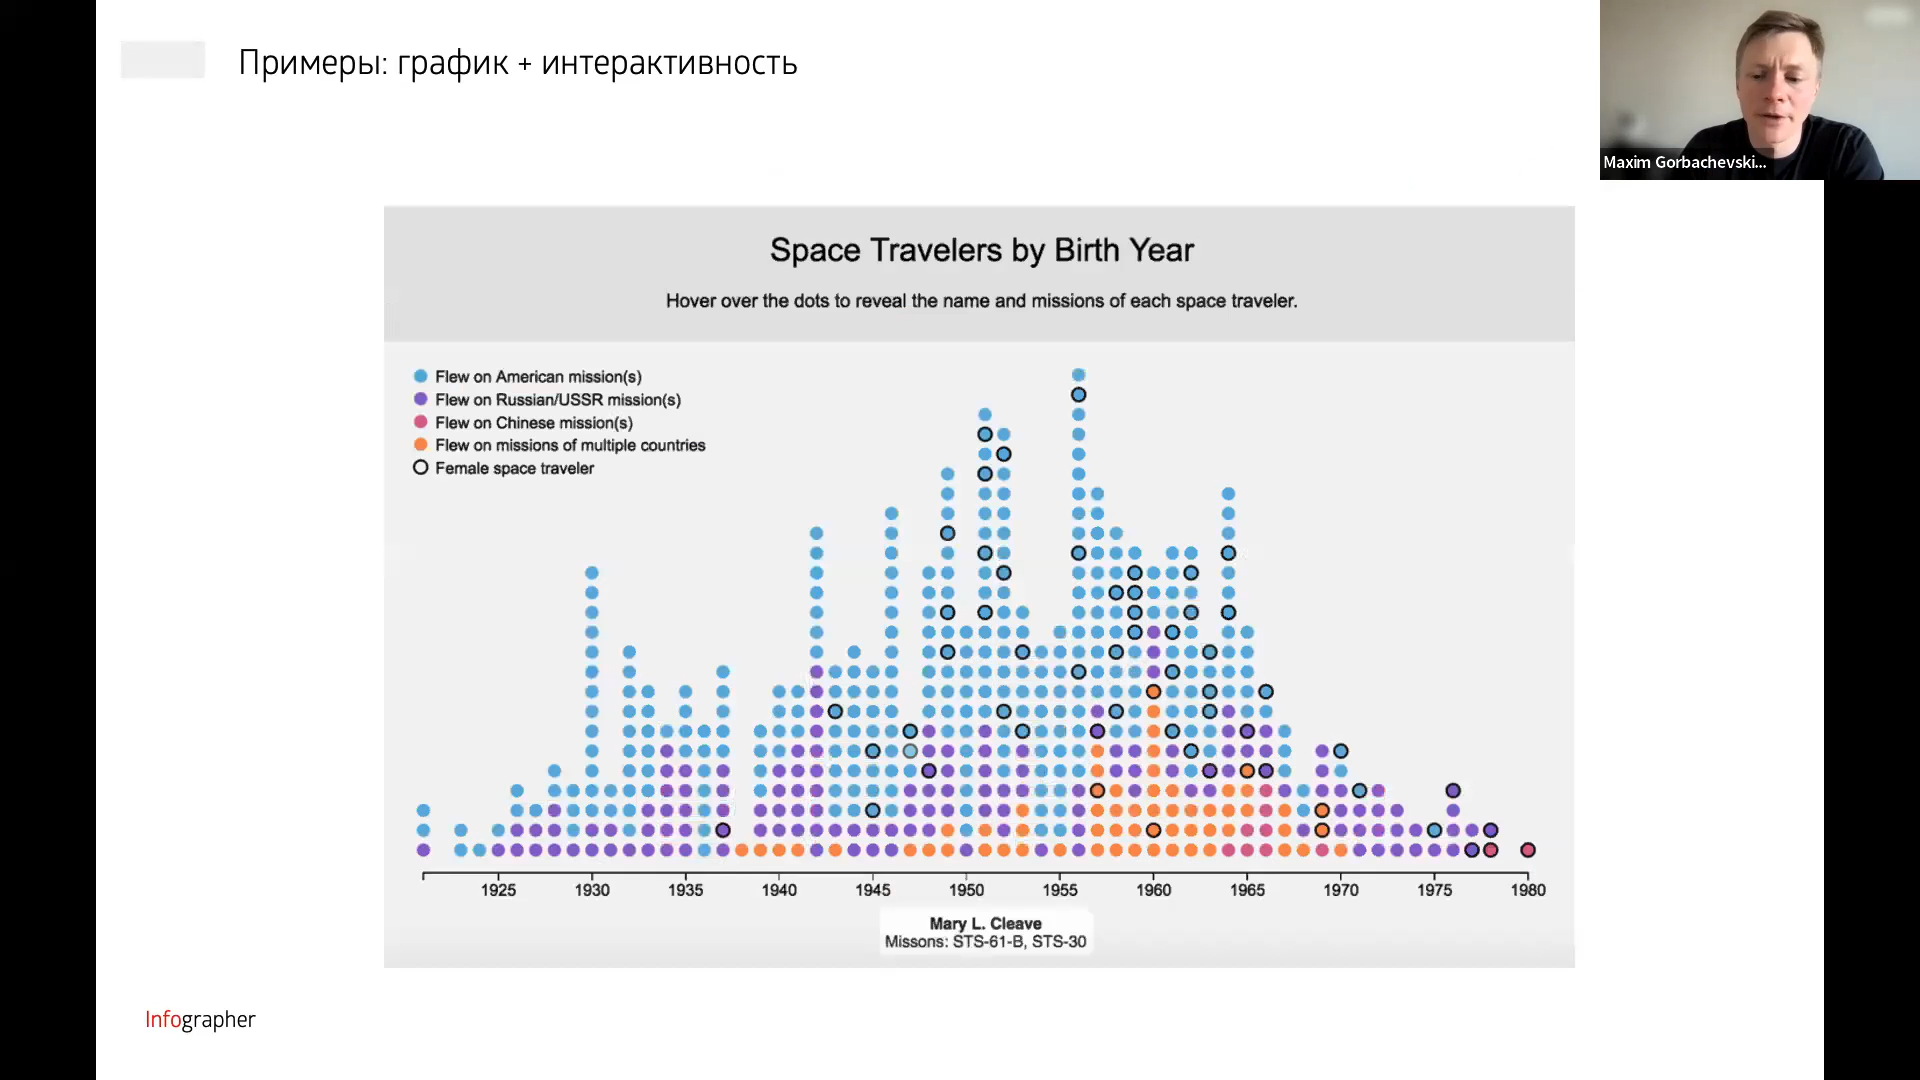 Примеры: график + интерактивность
Maxim Gorbachevski...
Space Travelers by Birth Year
Hover over the dots to reveal the name and missions of each space traveler.
Flew on American mission(s)
Flew on Russian/USSR mission(s)
Flew on Chinese mission(s)
Flew on missions of multiple countries
Female space traveler
1925 1930 1935 1940 1945 1950 1955 1960 1965 1970 1975 1980
Mary L. Cleave
Missons: STS-61-B, STS-30
Infographer